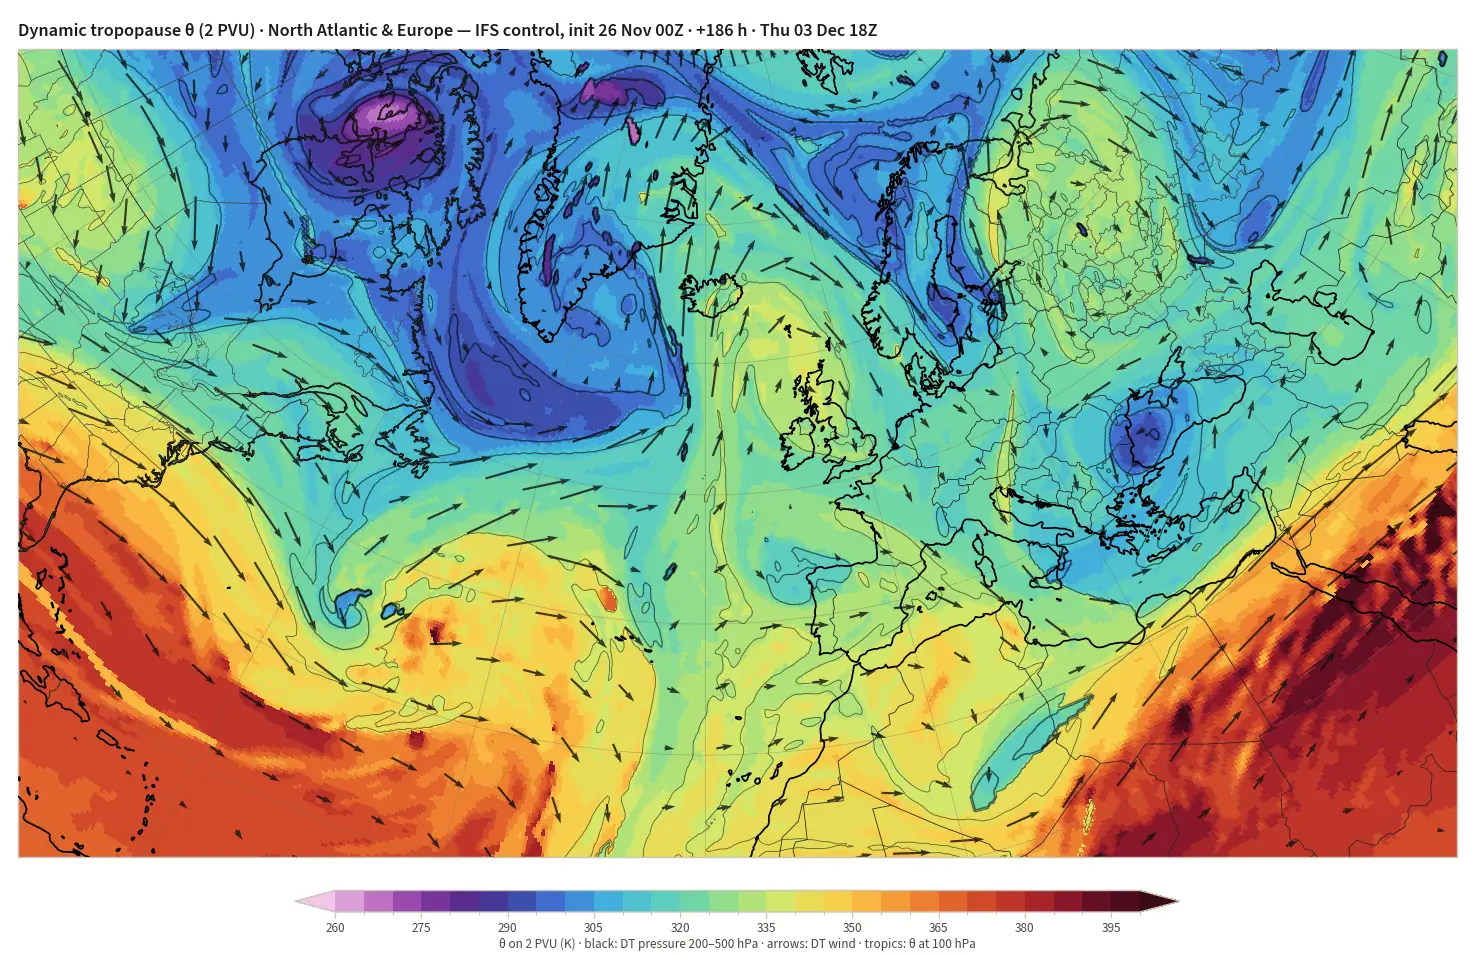 Dynamic tropopause θ (2 PVU) · North Atlantic & Europe — IFS control, init 26 Nov 00Z · +186 h · Thu 03 Dec 18Z
260 275 290 305 320 335 350 365 380 395
θ on 2 PVU (K) · black: DT pressure 200–500 hPa · arrows: DT wind · tropics: θ at 100 hPa